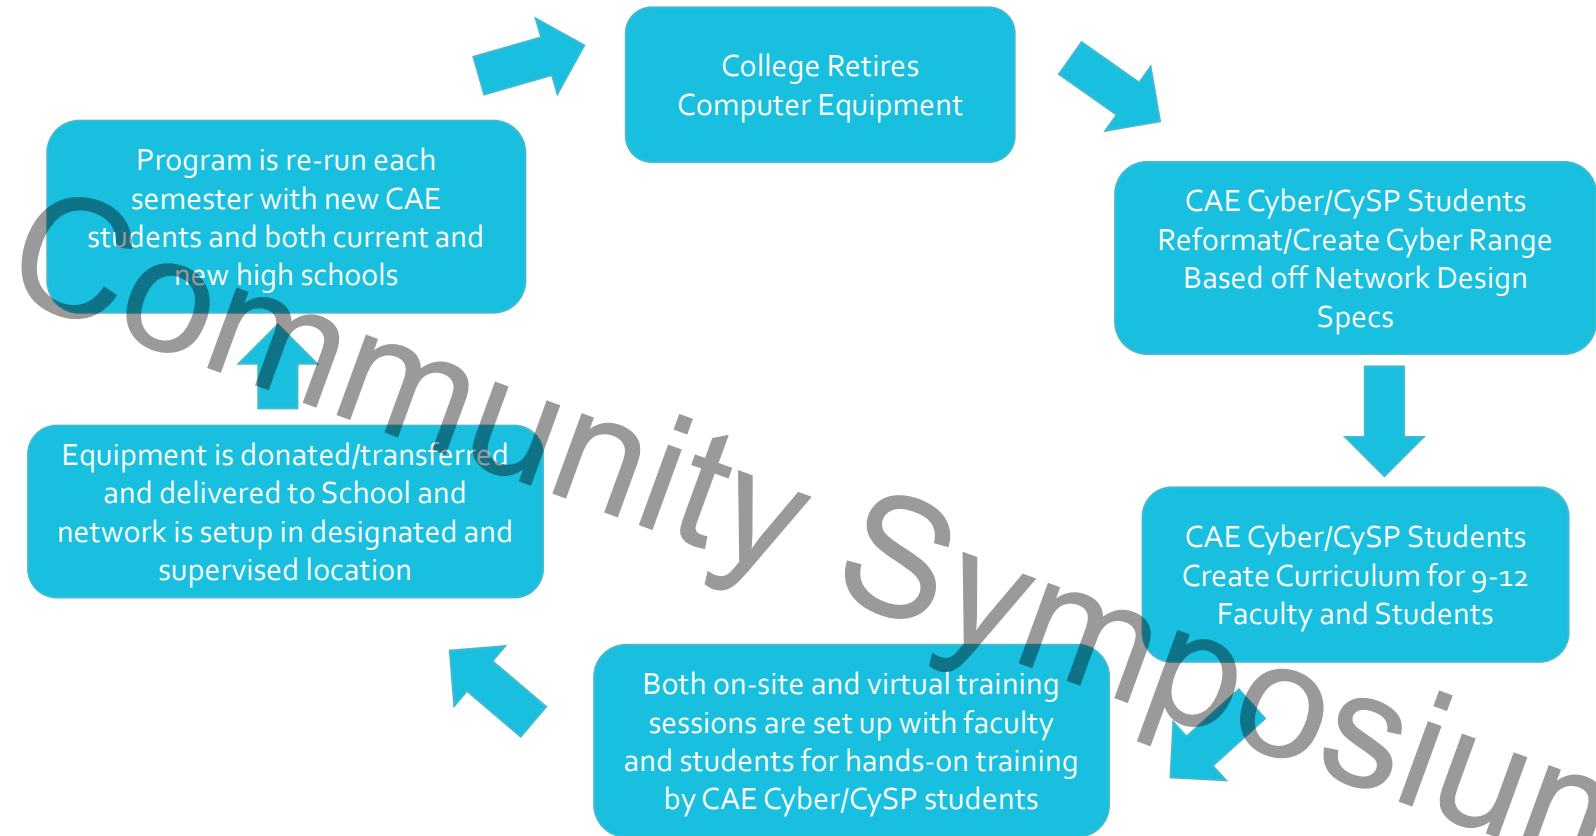 College Retires
Computer Equipment
CAE Cyber/CySP Students
Reformat/Create Cyber Range
Based off Network Design
Specs
CAE Cyber/CySP Students
Create Curriculum for 9-12
Faculty and Students
Both on-site and virtual training
sessions are set up with faculty
and students for hands-on training
by CAE Cyber/CySP students
Equipment is donated/transferred
and delivered to School and
network is setup in designated and
supervised location
Program is re-run each
semester with new CAE
students and both current and
new high schools
Community Symposium